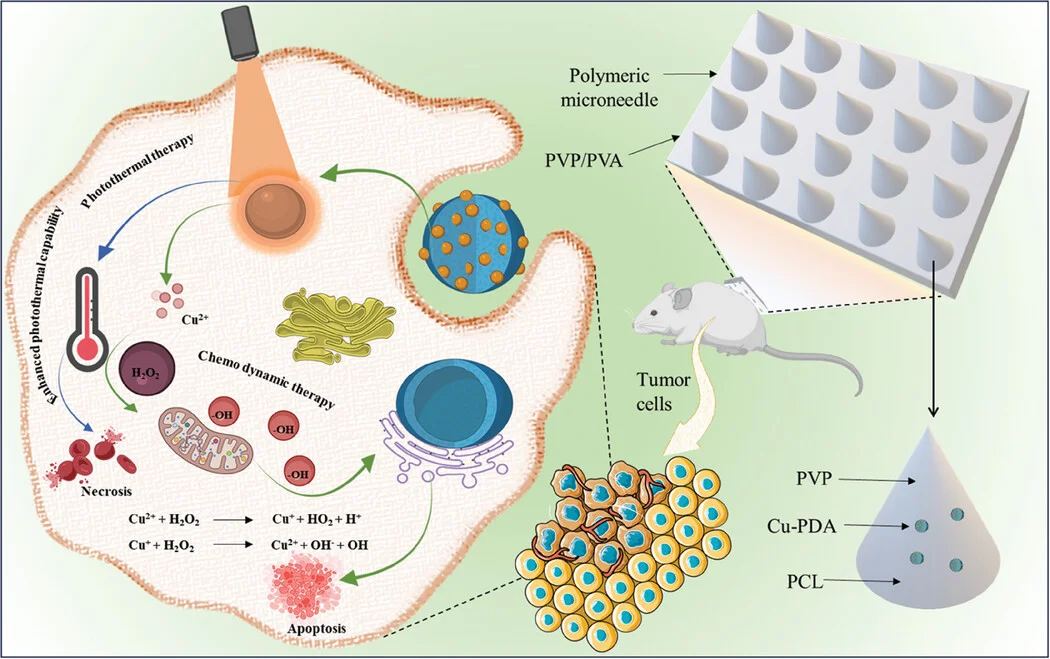 Photothermal therapy
Enhanced photothermal capability
Cu²⁺
H₂O₂
Chemo dynamic therapy
-OH
-OH
-OH
Necrosis
Cu²⁺ + H₂O₂ → Cu⁺ + HO₂ + H⁺
Cu⁺ + H₂O₂ → Cu²⁺ + OH⁻ + OH
Apoptosis
Polymeric
microneedle
PVP/PVA
Tumor
cells
PVP
Cu-PDA
PCL